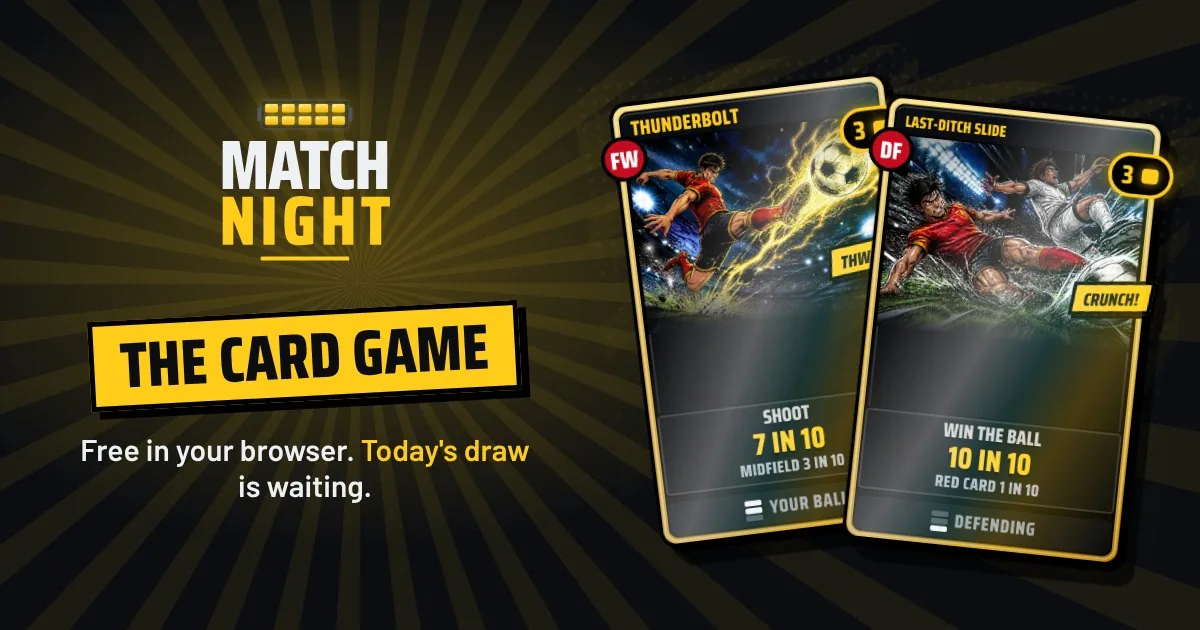 MATCH
NIGHT
THE CARD GAME
Free in your browser. Today's draw
is waiting.
THUNDERBOLT
3
FW
SHOOT
7 IN 10
MIDFIELD 3 IN 10
LAST-DITCH SLIDE
DF
3
CRUNCH!
WIN THE BALL
10 IN 10
RED CARD 1 IN 10
DEFENDING
YOUR